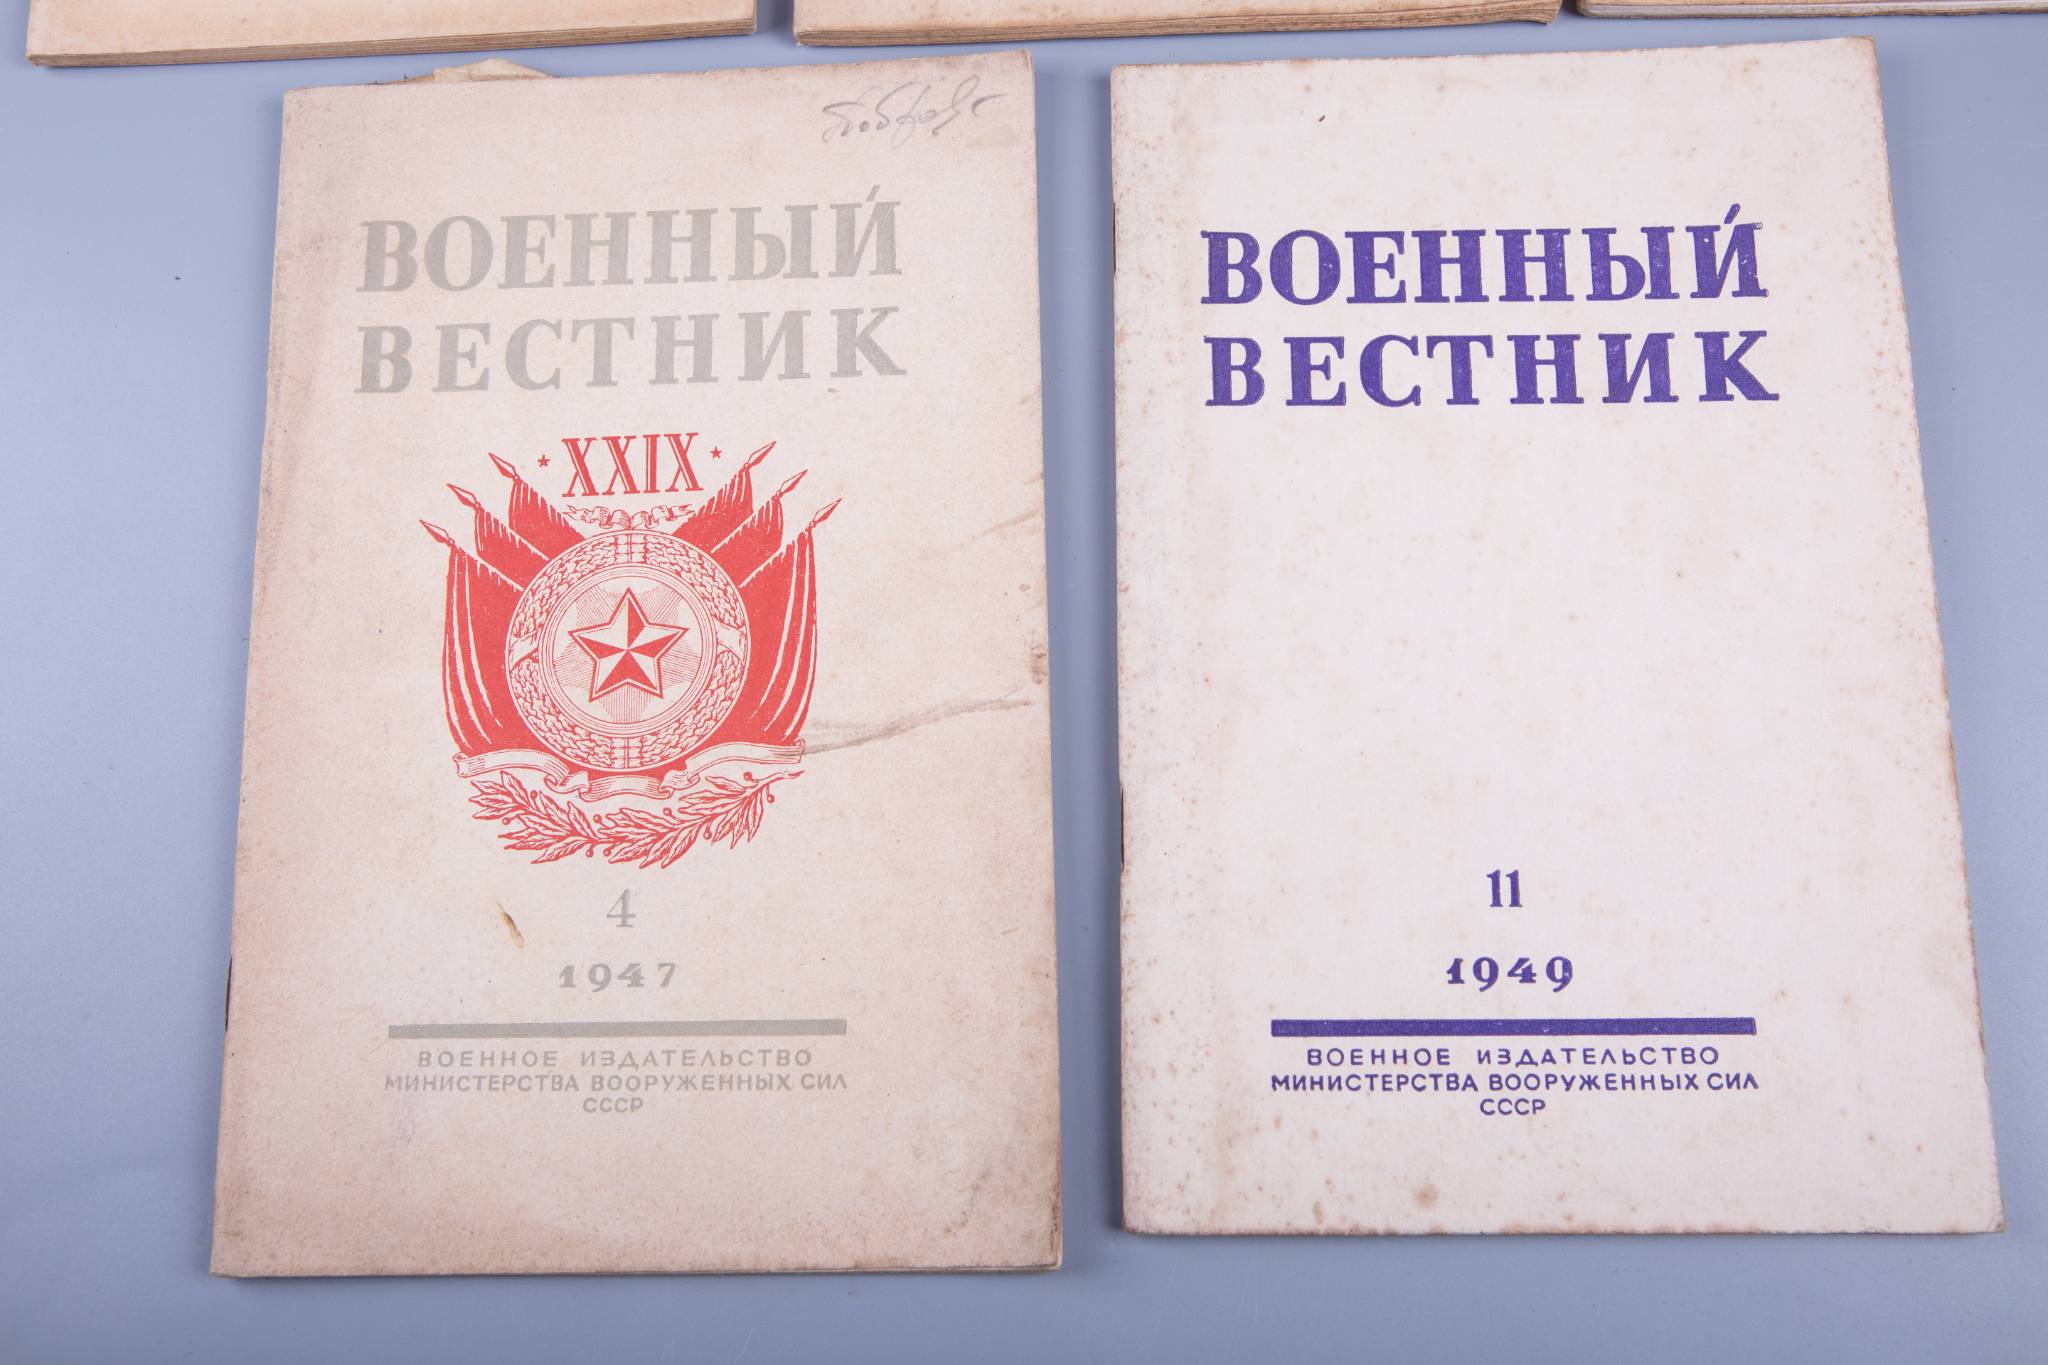 ВОЕННЫЙ
ВЕСТНИК
XXIX
4
1947
ВОЕННОЕ ИЗДАТЕЛЬСТВО
МИНИСТЕРСТВА ВООРУЖЕННЫХ СИЛ
СССР
ВОЕННЫЙ
ВЕСТНИК
11
1949
ВОЕННОЕ ИЗДАТЕЛЬСТВО
МИНИСТЕРСТВА ВООРУЖЕННЫХ СИЛ
СССР